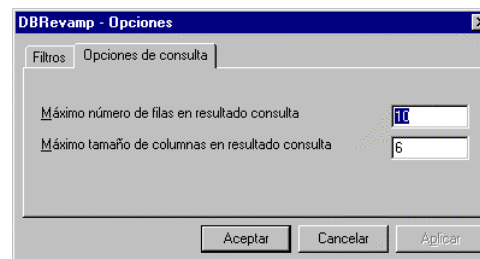 DBRevamp - Opciones
Filtros Opciones de consulta
Máximo número de filas en resultado consulta 10
Máximo tamaño de columnas en resultado consulta 6
Aceptar Cancelar Aplicar